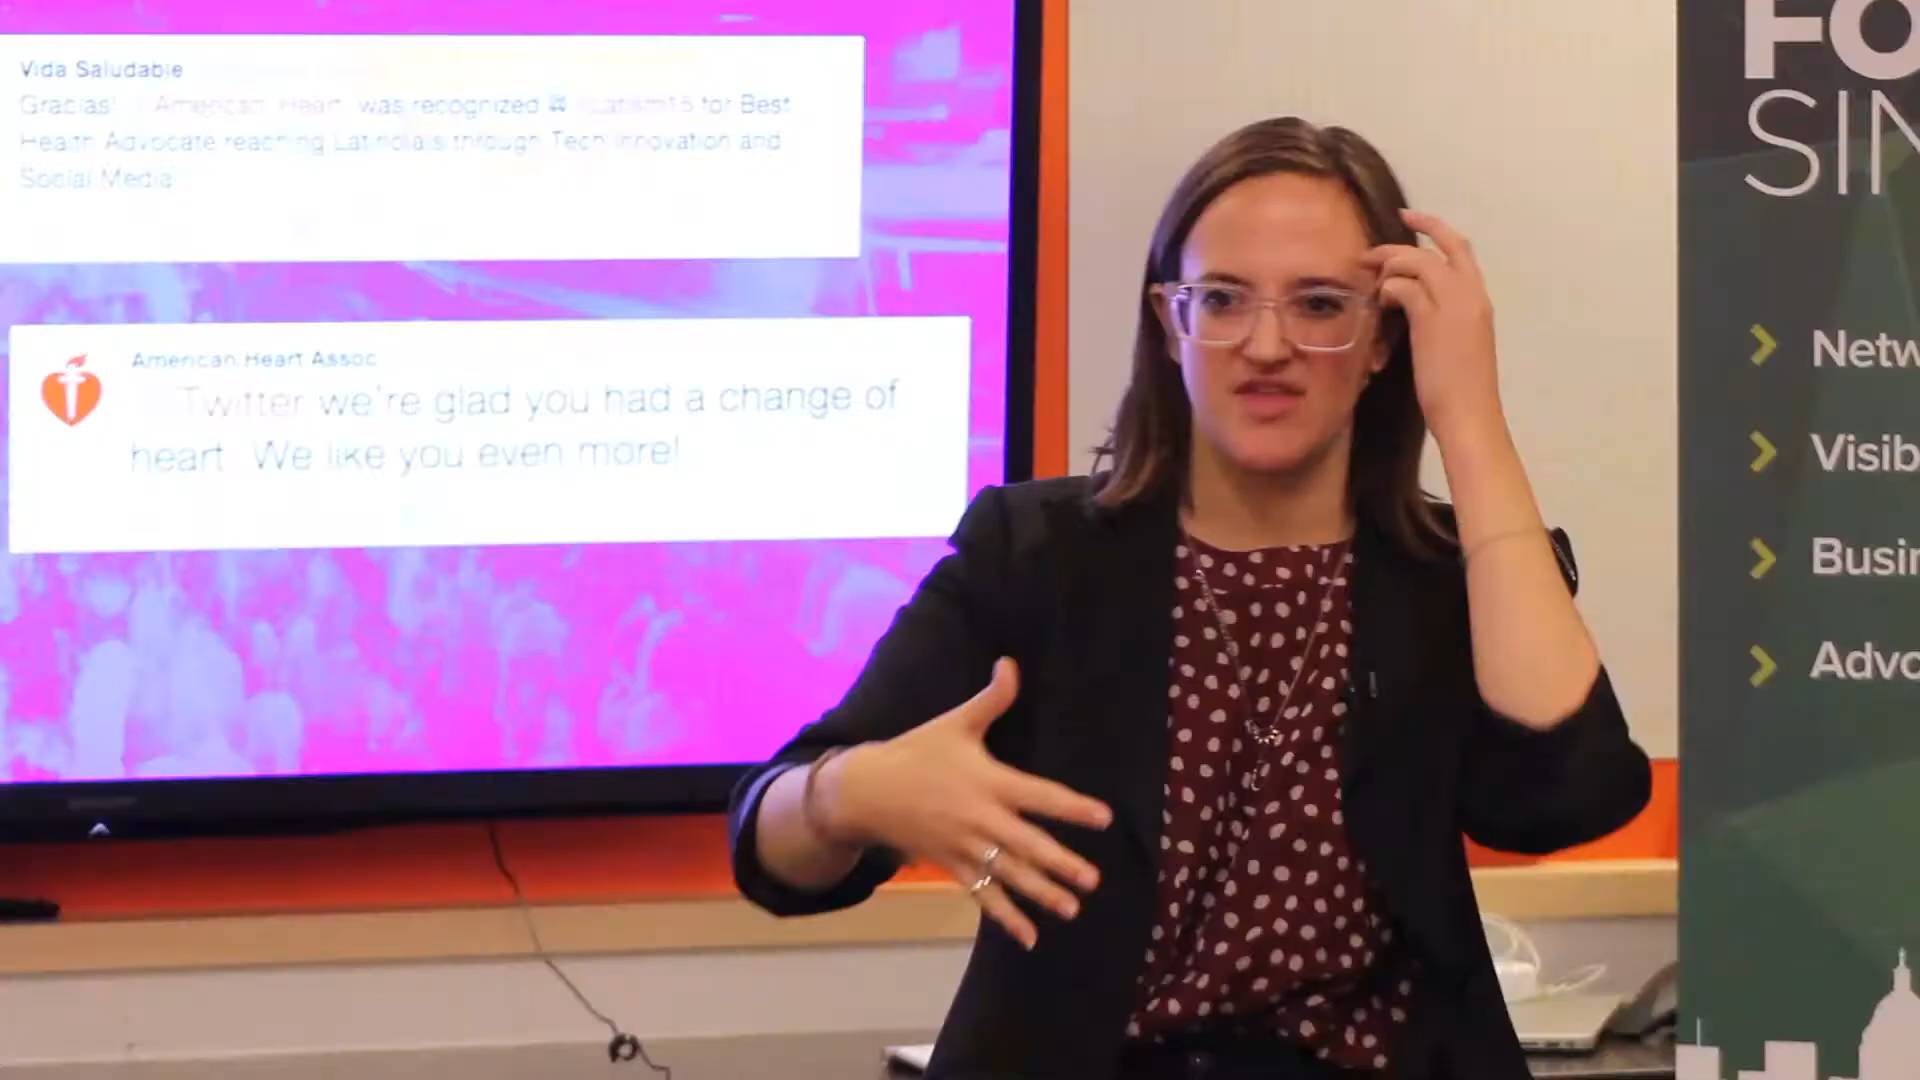 Vida Saludable
Gracias! American Heart was recognized @ #Latism15 for Best
Health Advocate reaching Latin@s through Tech Innovation and
Social Media
American Heart Assoc
Twitter we're glad you had a change of
heart. We like you even more!
FO
SIN
Netw
Visib
Busin
Advo